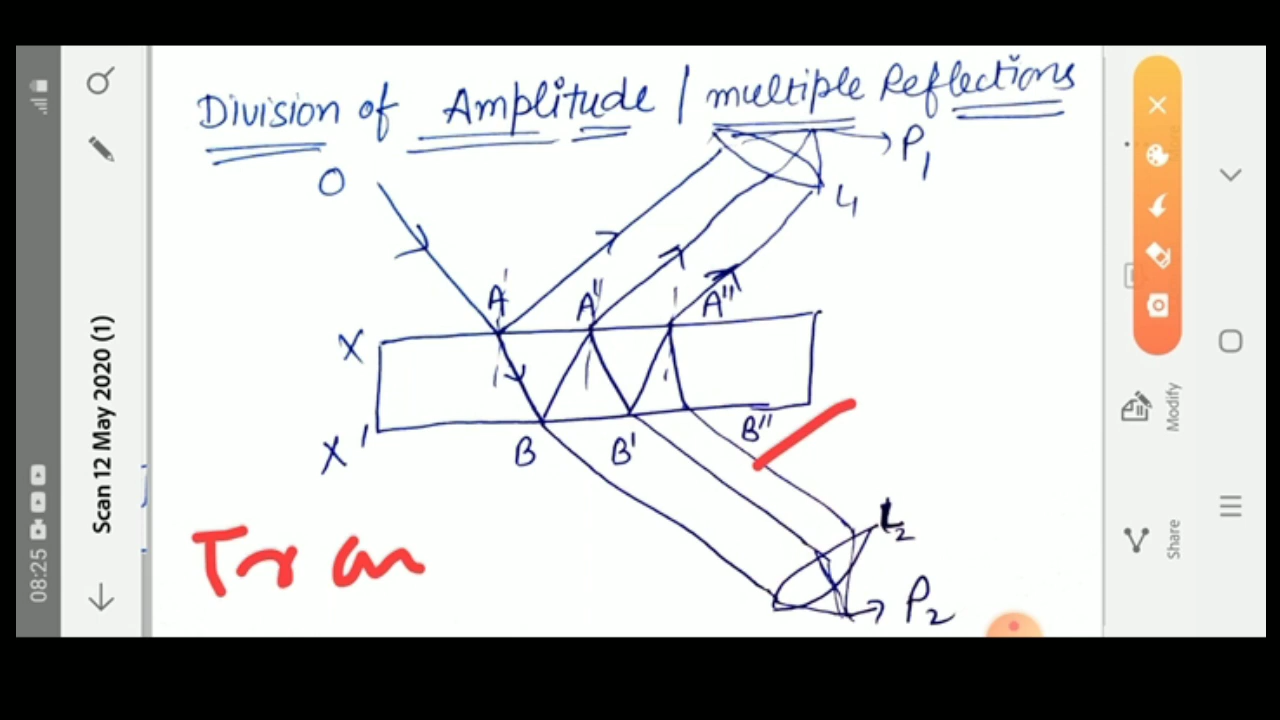 Division of Amplitude / multiple Reflections
O
P1
L1
A'
A"
A'''
X
X'
B
B'
B"
L2
P2
Tran
08:25
Scan 12 May 2020 (1)
Modify
Share